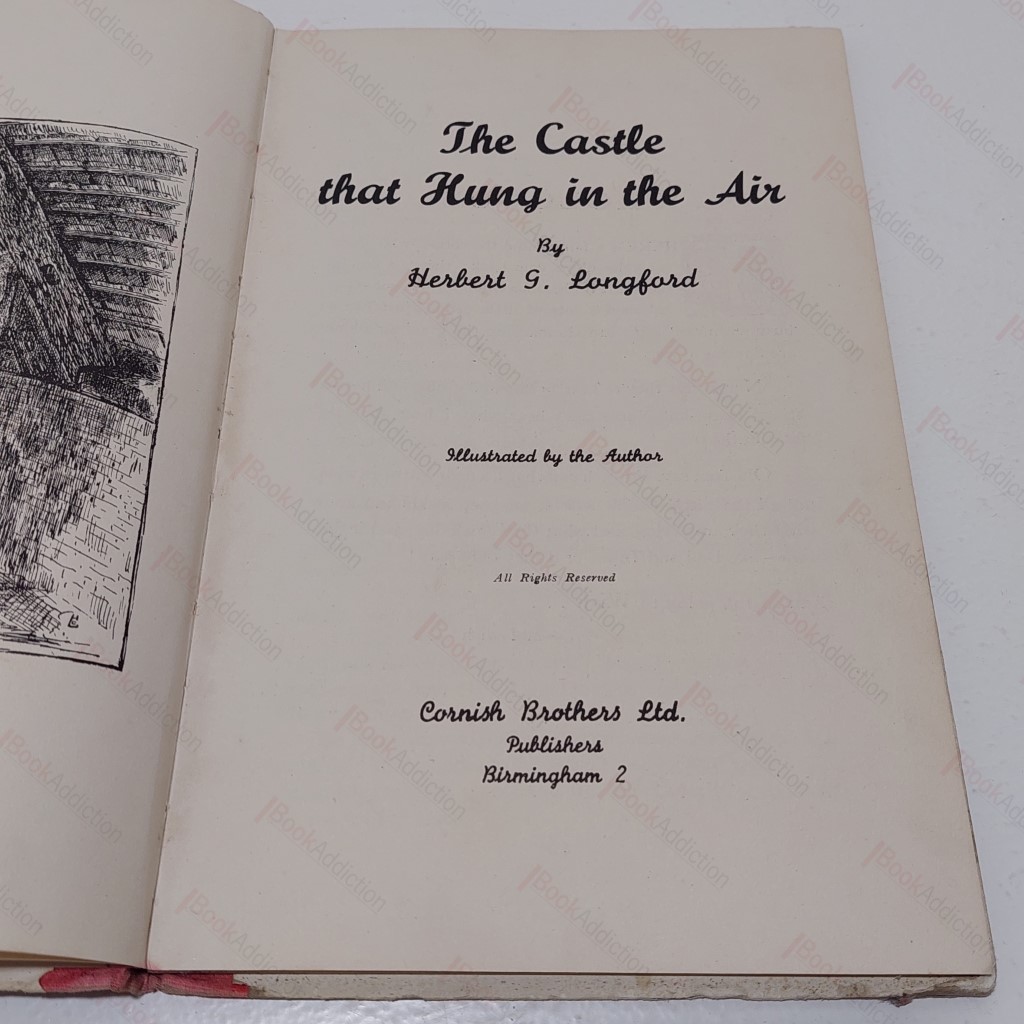 The Castle
that Hung in the Air
By
Herbert G. Longford
Illustrated by the Author
All Rights Reserved
Cornish Brothers Ltd.
Publishers
Birmingham 2
BookAddiction